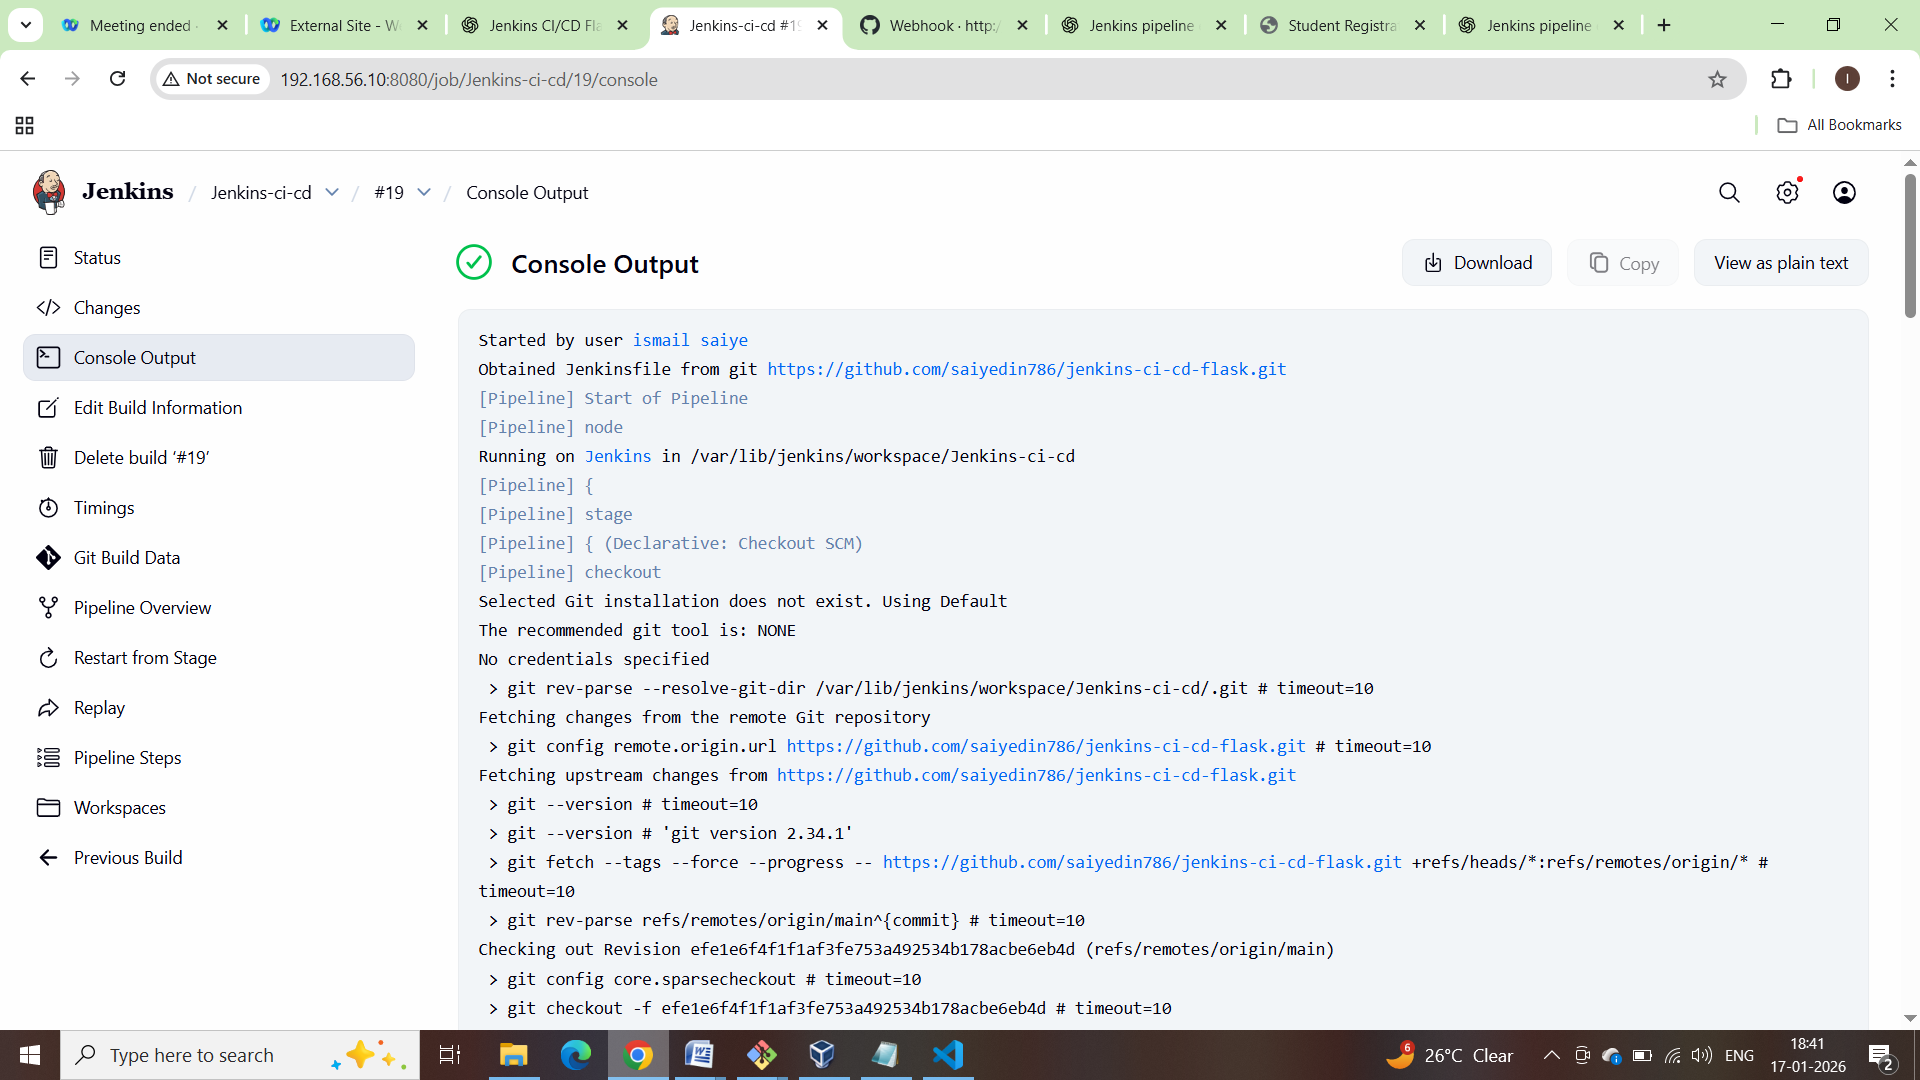 Meeting ended
External Site - W
Jenkins CI/CD Fla
Jenkins-ci-cd #19
Webhook · http:/
Jenkins pipeline
Student Registra
Jenkins pipeline
Not secure
192.168.56.10:8080/job/Jenkins-ci-cd/19/console
I
All Bookmarks
Jenkins / Jenkins-ci-cd / #19 / Console Output
Status
Changes
Console Output
Edit Build Information
Delete build ‘#19’
Timings
Git Build Data
Pipeline Overview
Restart from Stage
Replay
Pipeline Steps
Workspaces
Previous Build
Console Output
Download
Copy
View as plain text
Started by user ismail saiye
Obtained Jenkinsfile from git https://github.com/saiyedin786/jenkins-ci-cd-flask.git
[Pipeline] Start of Pipeline
[Pipeline] node
Running on Jenkins in /var/lib/jenkins/workspace/Jenkins-ci-cd
[Pipeline] {
[Pipeline] stage
[Pipeline] { (Declarative: Checkout SCM)
[Pipeline] checkout
Selected Git installation does not exist. Using Default
The recommended git tool is: NONE
No credentials specified
> git rev-parse --resolve-git-dir /var/lib/jenkins/workspace/Jenkins-ci-cd/.git # timeout=10
Fetching changes from the remote Git repository
> git config remote.origin.url https://github.com/saiyedin786/jenkins-ci-cd-flask.git # timeout=10
Fetching upstream changes from https://github.com/saiyedin786/jenkins-ci-cd-flask.git
> git --version # timeout=10
> git --version # 'git version 2.34.1'
> git fetch --tags --force --progress -- https://github.com/saiyedin786/jenkins-ci-cd-flask.git +refs/heads/*:refs/remotes/origin/* #
timeout=10
> git rev-parse refs/remotes/origin/main^{commit} # timeout=10
Checking out Revision efe1e6f4f1f1af3fe753a492534b178acbe6eb4d (refs/remotes/origin/main)
> git config core.sparsecheckout # timeout=10
> git checkout -f efe1e6f4f1f1af3fe753a492534b178acbe6eb4d # timeout=10
Type here to search
6
26°C Clear
ENG
18:41
17-01-2026
2